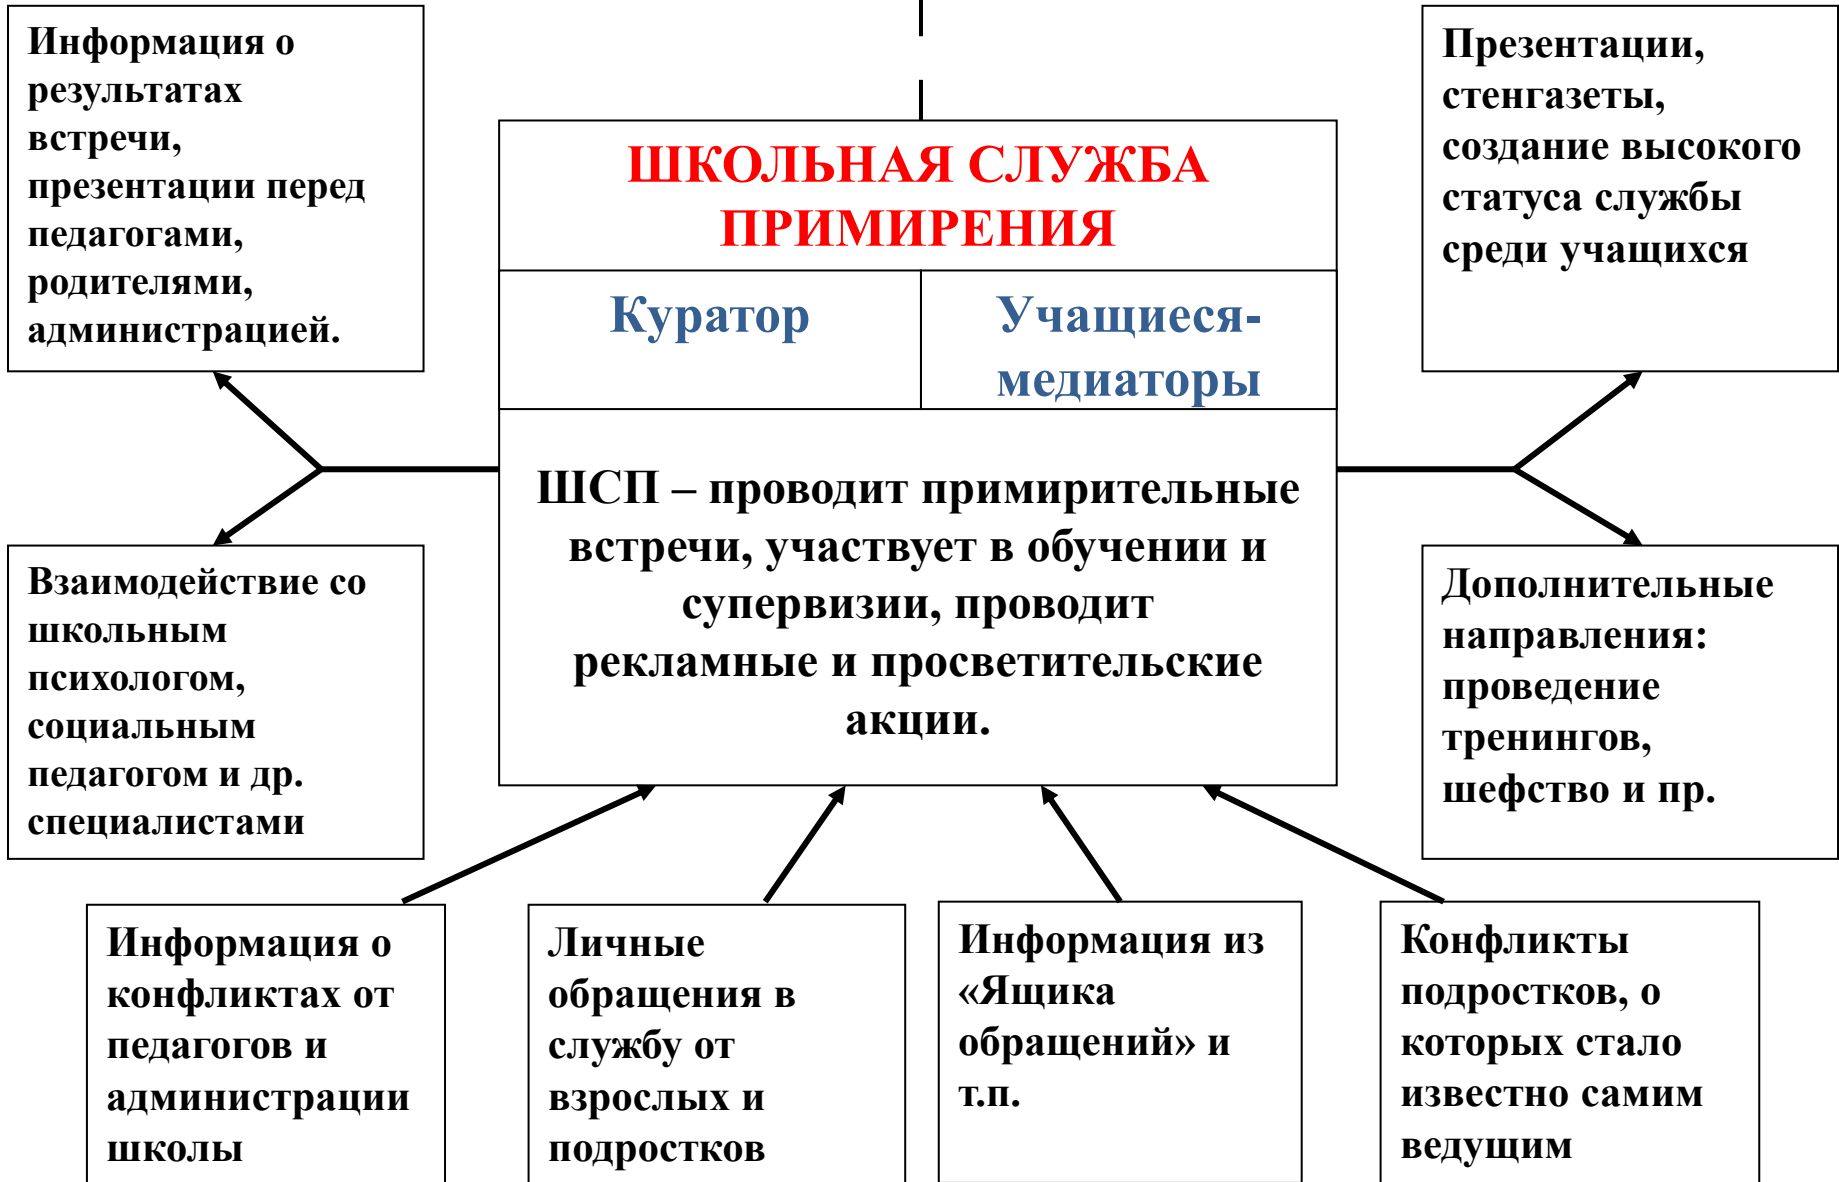 Информация о
результатах
встречи,
презентации перед
педагогами,
родителями,
администрацией.
ШКОЛЬНАЯ СЛУЖБА
ПРИМИРЕНИЯ
Куратор
Учащиеся-
медиаторы
ШСП – проводит примирительные
встречи, участвует в обучении и
супервизии, проводит
рекламные и просветительские
акции.
Презентации,
стенгазеты,
создание высокого
статуса службы
среди учащихся
Взаимодействие со
школьным
психологом,
социальным
педагогом и др.
специалистами
Дополнительные
направления:
проведение
тренингов,
шефство и пр.
Информация о
конфликтах от
педагогов и
администрации
школы
Личные
обращения в
службу от
взрослых и
подростков
Информация из
«Ящика
обращений» и
т.п.
Конфликты
подростков, о
которых стало
известно самим
ведущим